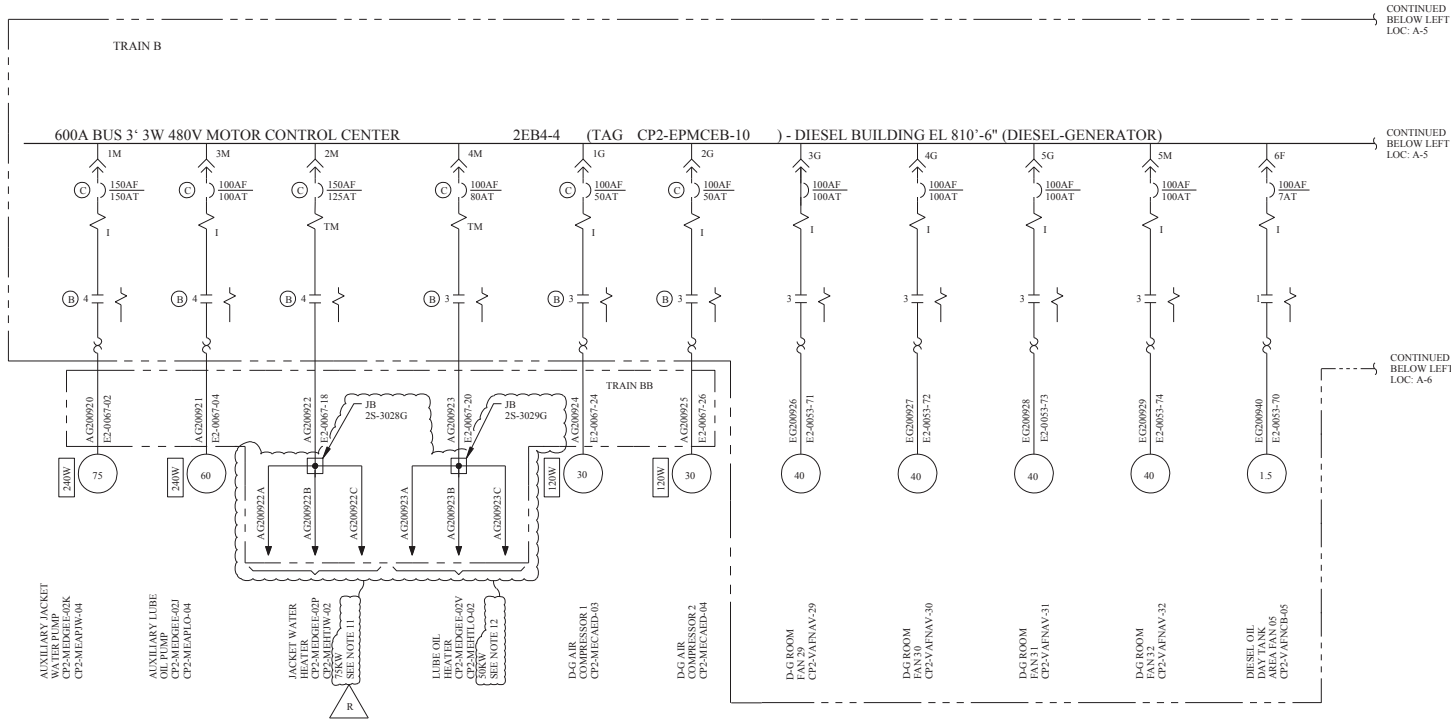 CONTINUED
BELOW LEFT
LOC: A-5
TRAIN B
600A BUS 3‘ 3W 480V MOTOR CONTROL CENTER 2EB4-4 (TAG CP2-EPMCEB-10 ) - DIESEL BUILDING EL 810’-6" (DIESEL-GENERATOR)
CONTINUED
BELOW LEFT
LOC: A-5
1M 3M 2M 4M 1G 2G 3G 4G 5G 5M 6F
C 150AF C 100AF C 150AF C 100AF C 100AF C 100AF 100AF 100AF 100AF 100AF 100AF
150AT 100AT 125AT 80AT 50AT 50AT 100AT 100AT 100AT 100AT 7AT
I I TM TM I I I I I I I
B 4 B 4 B 4 B 3 B 3 B 3 3 3 3 3 1
CONTINUED
BELOW LEFT
LOC: A-6
TRAIN BB
AG200920
E2-0067-02
AG200921
E2-0067-04
AG200922
E2-0067-18
JB
2S-3028G
AG200923
E2-0067-20
JB
2S-3029G
AG200924
E2-0067-24
AG200925
E2-0067-26
EG200926
E2-0053-71
EG200927
E2-0053-72
EG200928
E2-0053-73
EG200929
E2-0053-74
EG200940
E2-0053-70
240W 75 240W 60 120W 30 120W 30 40 40 40 40 1.5
AG200922A
AG200922B
AG200922C
AG200923A
AG200923B
AG200923C
AUXILIARY JACKET
WATER PUMP
CP2-MEDGEE-02K
CP2-MEAPJW-04
AUXILIARY LUBE
OIL PUMP
CP2-MEDGEE-02J
CP2-MEAPLO-04
JACKET WATER
HEATER
CP2-MEDGEE-02P
CP2-MEHTJW-02
75KW
SEE NOTE 11
R
LUBE OIL
HEATER
CP2-MEDGEE-02V
CP2-MEHTLO-02
50KW
SEE NOTE 12
D-G AIR
COMPRESSOR 1
CP2-MECAED-03
D-G AIR
COMPRESSOR 2
CP2-MECAED-04
D-G ROOM
FAN 29
CP2-VAFNAV-29
D-G ROOM
FAN 30
CP2-VAFNAV-30
D-G ROOM
FAN 31
CP2-VAFNAV-31
D-G ROOM
FAN 32
CP2-VAFNAV-32
DIESEL OIL
DAY TANK
AREA FAN 05
CP2-VAFNCB-05